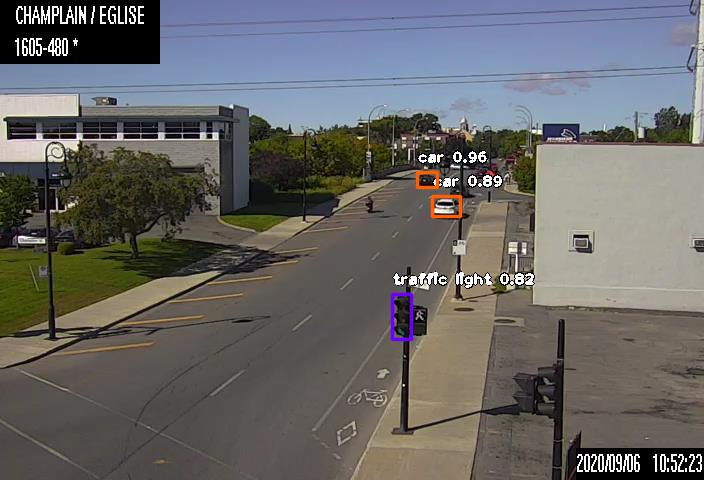 CHAMPLAIN / EGLISE
1605-480 *
car 0.96
car 0.89
traffic light 0.82
2020/09/06 10:52:23